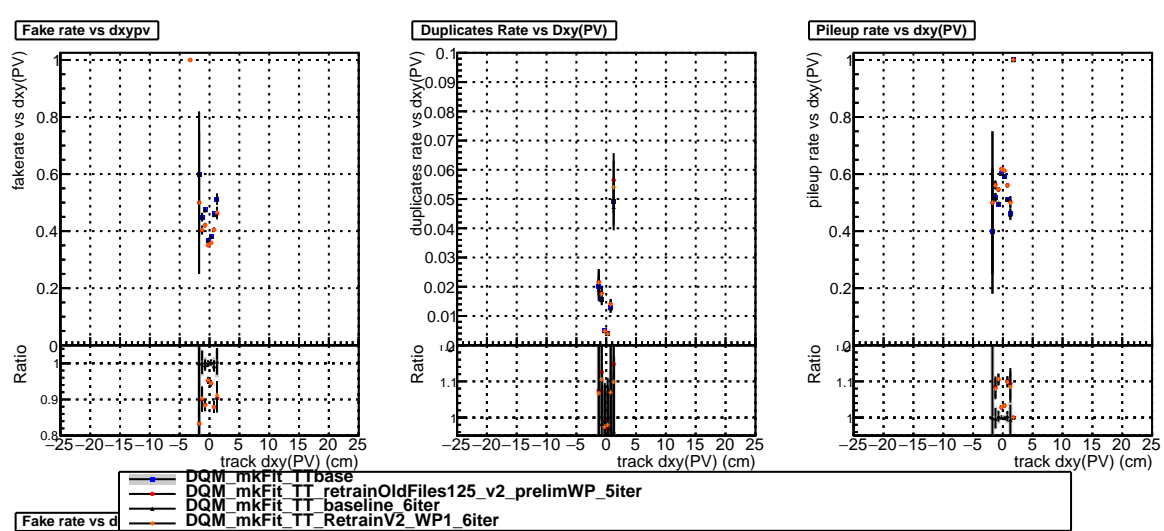 Fake rate vs dxypv
Duplicates Rate vs Dxy(PV)
Pileup rate vs dxy(PV)
fakerate vs dxy(PV)
1
0.8
0.6
0.4
0.2
0
Ratio
1
0.9
0.8
−25 −20 −15 −10 −5 0 5 10 15 20 25
track dxy(PV) (cm)
duplicates rate vs dxy(PV)
0.1
0.09
0.08
0.07
0.06
0.05
0.04
0.03
0.02
0.01
Ratio
1.1
1
−25 −20 −15 −10 −5 0 5 10 15 20 25
track dxy(PV) (cm)
pileup rate vs dxy(PV)
1
0.8
0.6
0.4
0.2
0
Ratio
1.1
1
−25 −20 −15 −10 −5 0 5 10 15 20 25
track dxy(PV) (cm)
DQM_mkFit_TTbase
DQM_mkFit_TT_retrainOldFiles125_v2_prelimWP_5iter
DQM_mkFit_TT_baseline_6iter
DQM_mkFit_TT_RetrainV2_WP1_6iter
Fake rate vs d